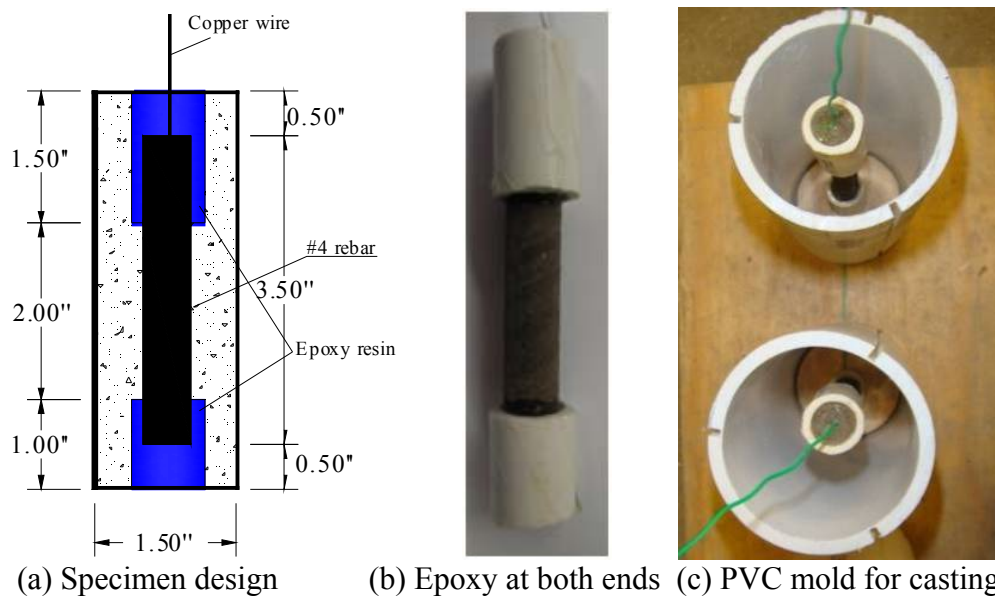 Copper wire
0.50"
1.50"
#4 rebar
3.50"
2.00''
Epoxy resin
1.00"
0.50"
1.50''
(a) Specimen design
(b) Epoxy at both ends
(c) PVC mold for casting